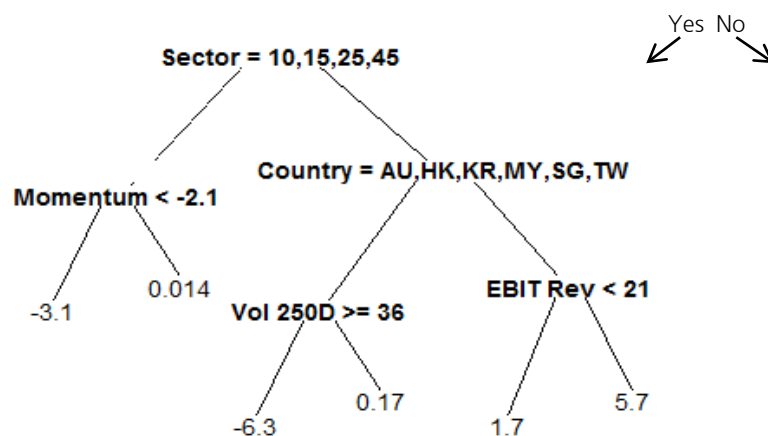 Yes No
Sector = 10,15,25,45
Country = AU,HK,KR,MY,SG,TW
Momentum < -2.1
-3.1
0.014
Vol 250D >= 36
EBIT Rev < 21
-6.3
0.17
1.7
5.7